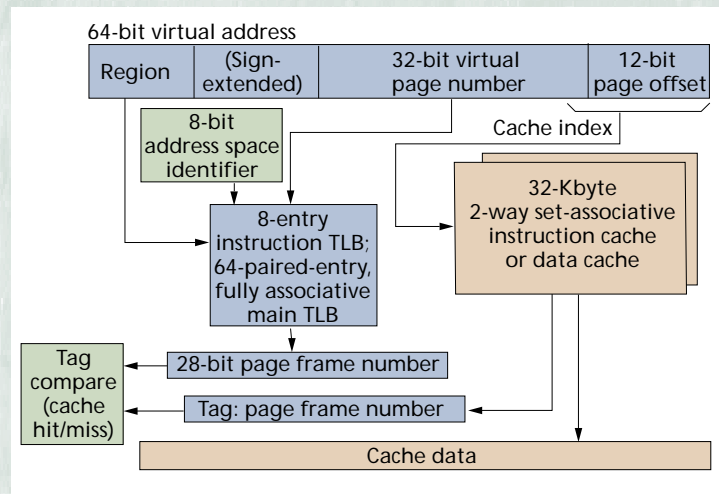 64-bit virtual address
Region
(Sign-
extended)
32-bit virtual
page number
12-bit
page offset
8-bit
address space
identifier
Cache index
8-entry
instruction TLB;
64-paired-entry,
fully associative
main TLB
32-Kbyte
2-way set-associative
instruction cache
or data cache
Tag
compare
(cache
hit/miss)
28-bit page frame number
Tag: page frame number
Cache data